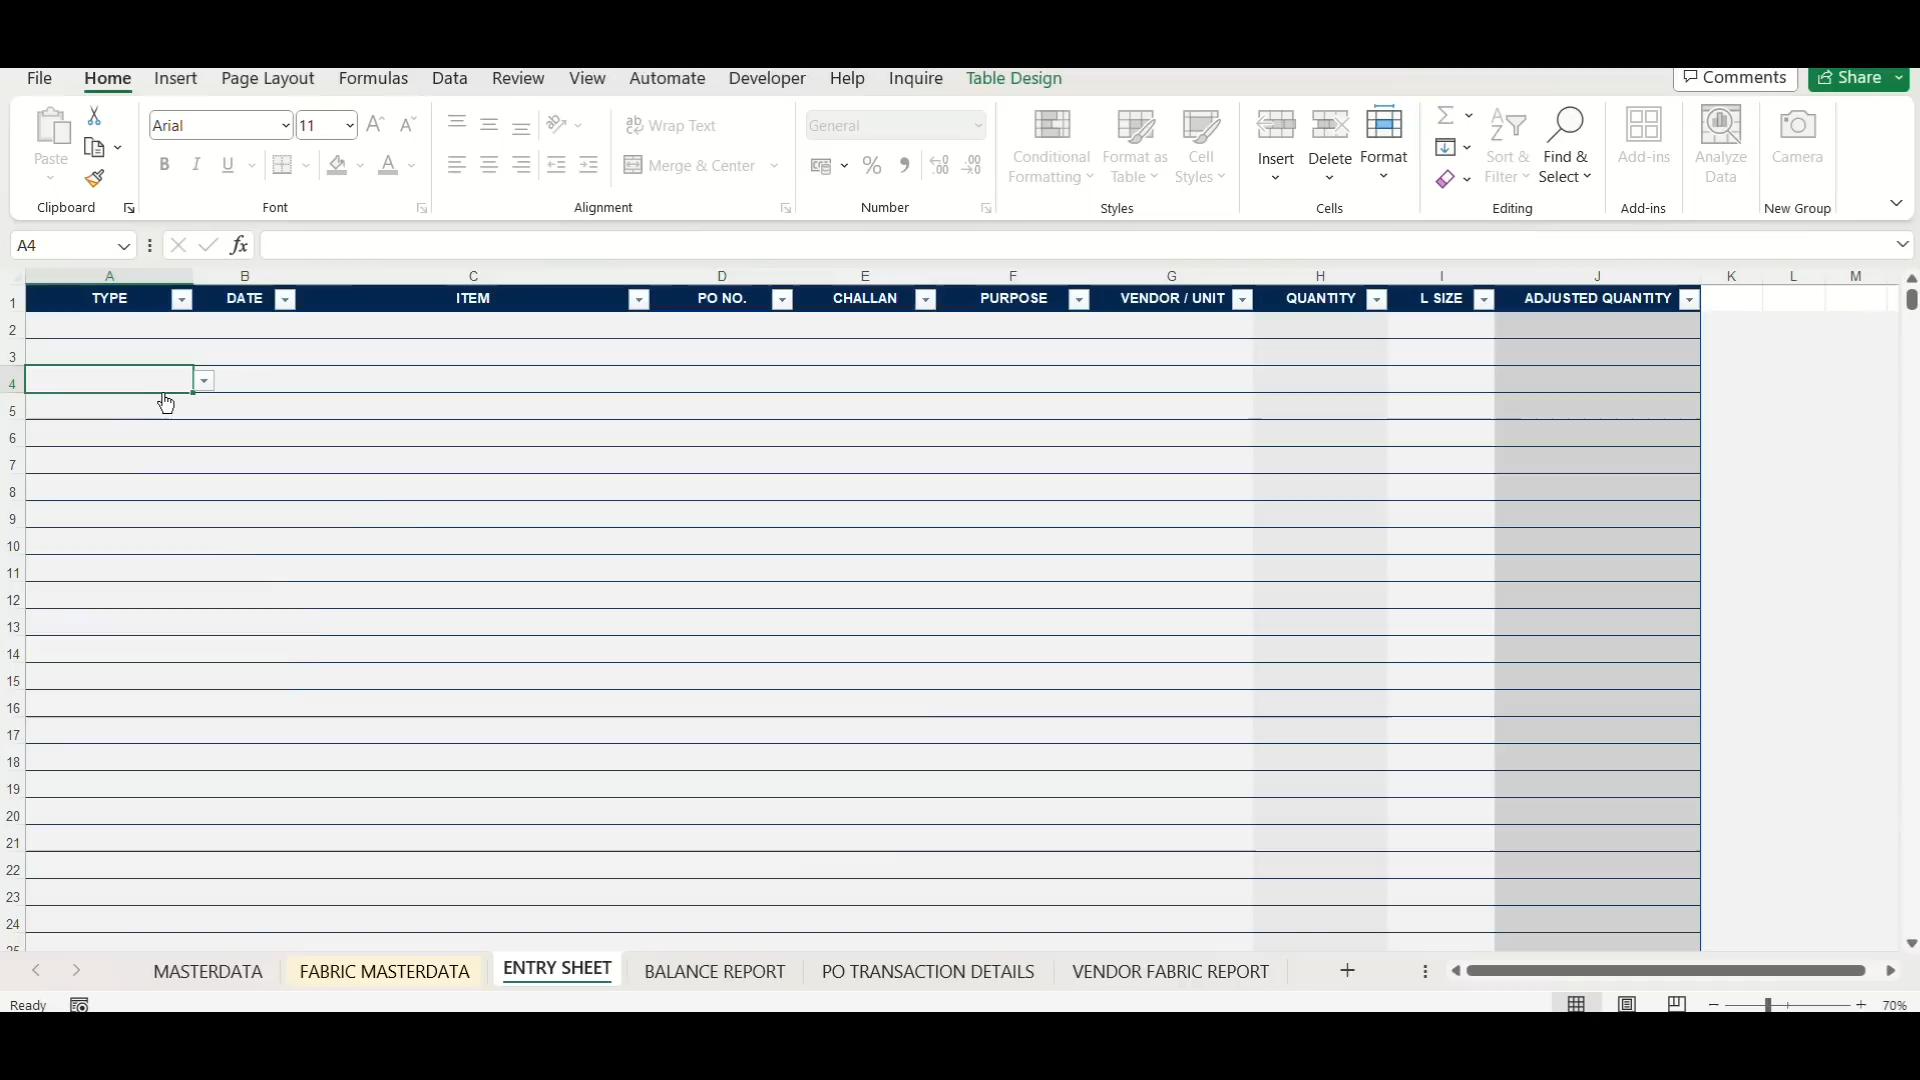 File Home Insert Page Layout Formulas Data Review View Automate Developer Help Inquire Table Design Comments Share
Paste
Arial 11
Wrap Text
Merge & Center
General
Conditional Formatting
Format as Table
Cell Styles
Insert Delete Format
Sort & Filter
Find & Select
Add-ins
Analyze Data
Camera
Clipboard Font Alignment Number Styles Cells Editing Add-ins New Group
A4 fx
A B C D E F G H I J K L M
1 TYPE DATE ITEM PO NO. CHALLAN PURPOSE VENDOR / UNIT QUANTITY L SIZE ADJUSTED QUANTITY
2
3
4
5
6
7
8
9
10
11
12
13
14
15
16
17
18
19
20
21
22
23
24
25
MASTERDATA FABRIC MASTERDATA ENTRY SHEET BALANCE REPORT PO TRANSACTION DETAILS VENDOR FABRIC REPORT
Ready 70%